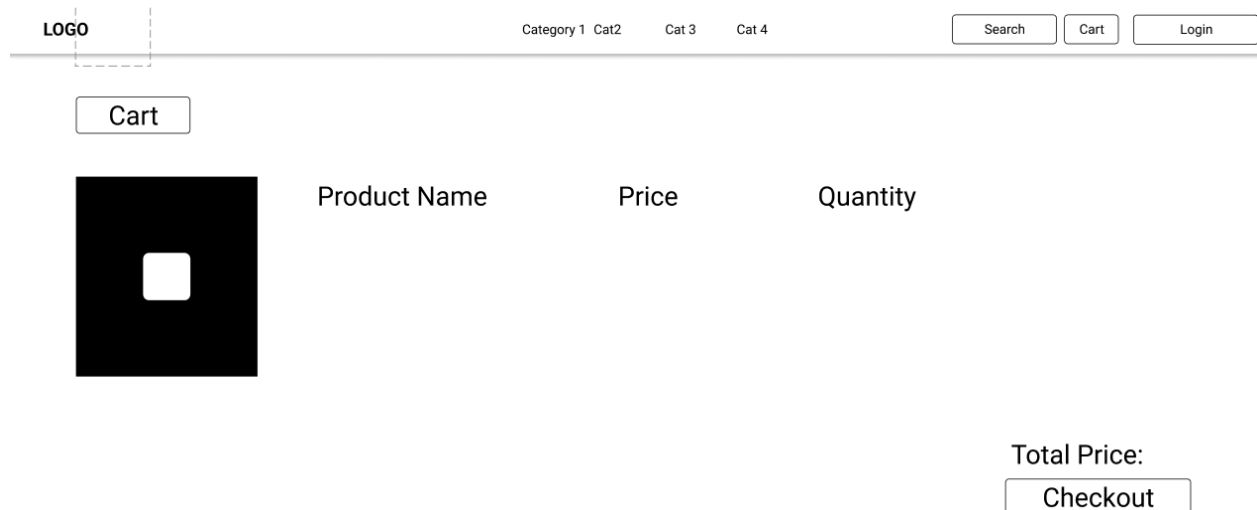 LOGO Category 1 Cat2 Cat 3 Cat 4 Search Cart Login
Cart
Product Name Price Quantity
Total Price:
Checkout